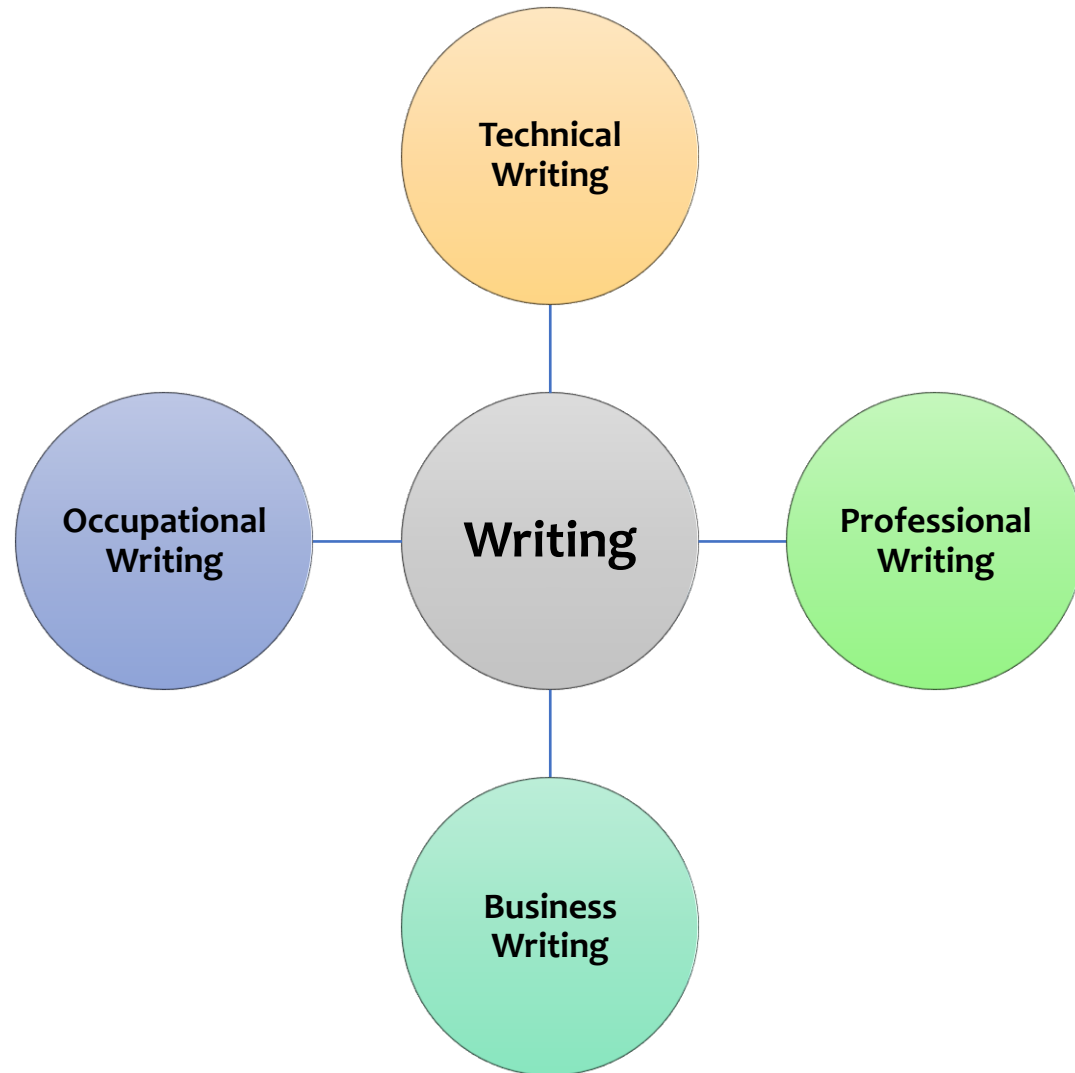 Technical
Writing
Occupational
Writing
Writing
Professional
Writing
Business
Writing